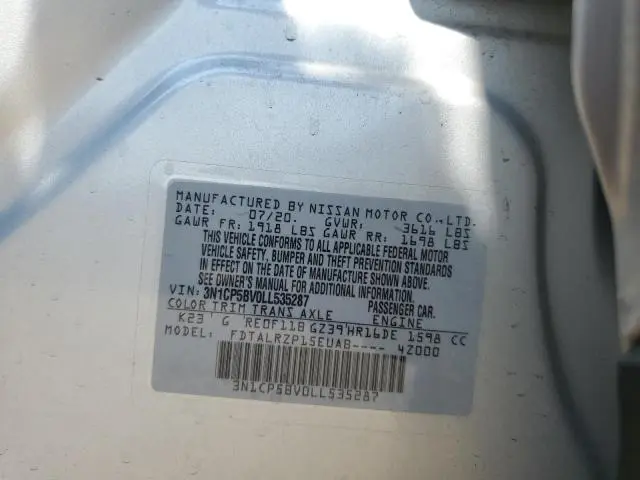 MANUFACTURED BY NISSAN MOTOR CO.,LTD.
DATE: 07/20. GVWR: 3616 LBS
GAWR FR: 1918 LBS GAWR RR: 1698 LBS
THIS VEHICLE CONFORMS TO ALL APPLICABLE FEDERAL MOTOR
VEHICLE SAFETY, BUMPER AND THEFT PREVENTION STANDARDS
IN EFFECT ON THE DATE OF MANUFACTURE SHOWN ABOVE.
SEE OWNER'S MANUAL FOR ADDITIONAL INFORMATION.
VIN: 3N1CP5BV0LL535287 PASSENGER CAR.
COLOR TRIM TRANS AXLE ENGINE
K23 G RE0F11B GZ39 HR16DE 1598 CC
MODEL: FDTALRZP15EUAB---- 4Z000
3N1CP5BV0LL535287